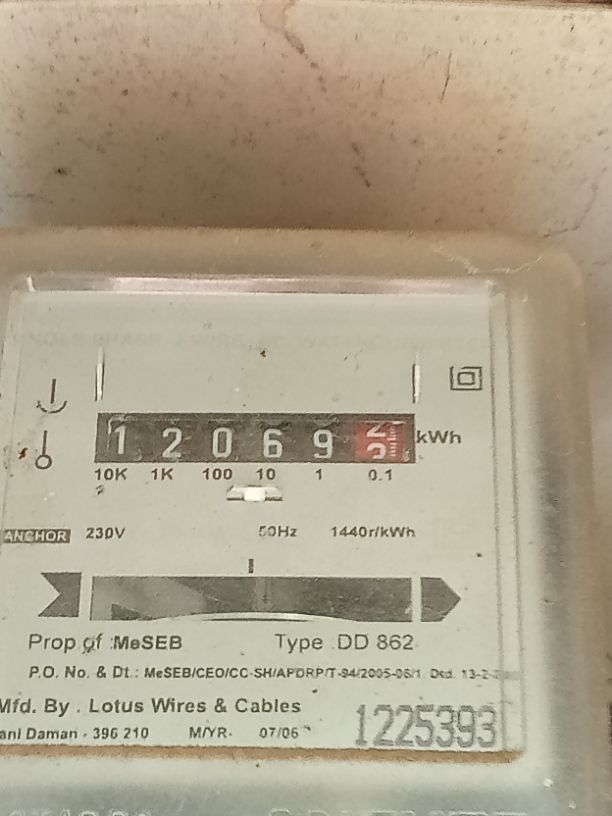 1 2 0 6 9 kWh
10K 1K 100 10 1 0.1
ANCHOR 230V 50Hz 1440r/kWh
Prop of : MeSEB Type DD 862
P.O. No. & Dt.: MeSEB/CEO/CC-SH/APDRP/T-94/2005-06/1 Dtd. 13-2-
Mfd. By . Lotus Wires & Cables
ani Daman - 396 210 M/YR- 07/06
1225393